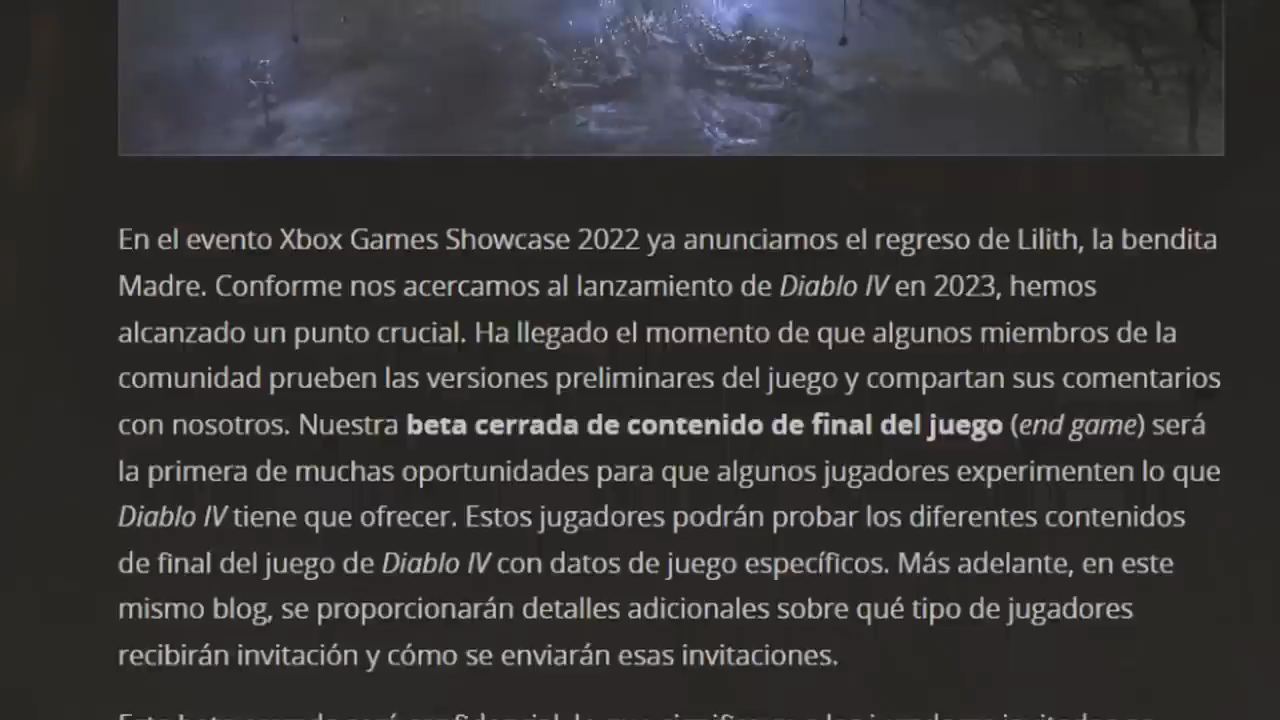 En el evento Xbox Games Showcase 2022 ya anunciamos el regreso de Lilith, la bendita
Madre. Conforme nos acercamos al lanzamiento de Diablo IV en 2023, hemos
alcanzado un punto crucial. Ha llegado el momento de que algunos miembros de la
comunidad prueben las versiones preliminares del juego y compartan sus comentarios
con nosotros. Nuestra beta cerrada de contenido de final del juego (end game) será
la primera de muchas oportunidades para que algunos jugadores experimenten lo que
Diablo IV tiene que ofrecer. Estos jugadores podrán probar los diferentes contenidos
de final del juego de Diablo IV con datos de juego específicos. Más adelante, en este
mismo blog, se proporcionarán detalles adicionales sobre qué tipo de jugadores
recibirán invitación y cómo se enviarán esas invitaciones.